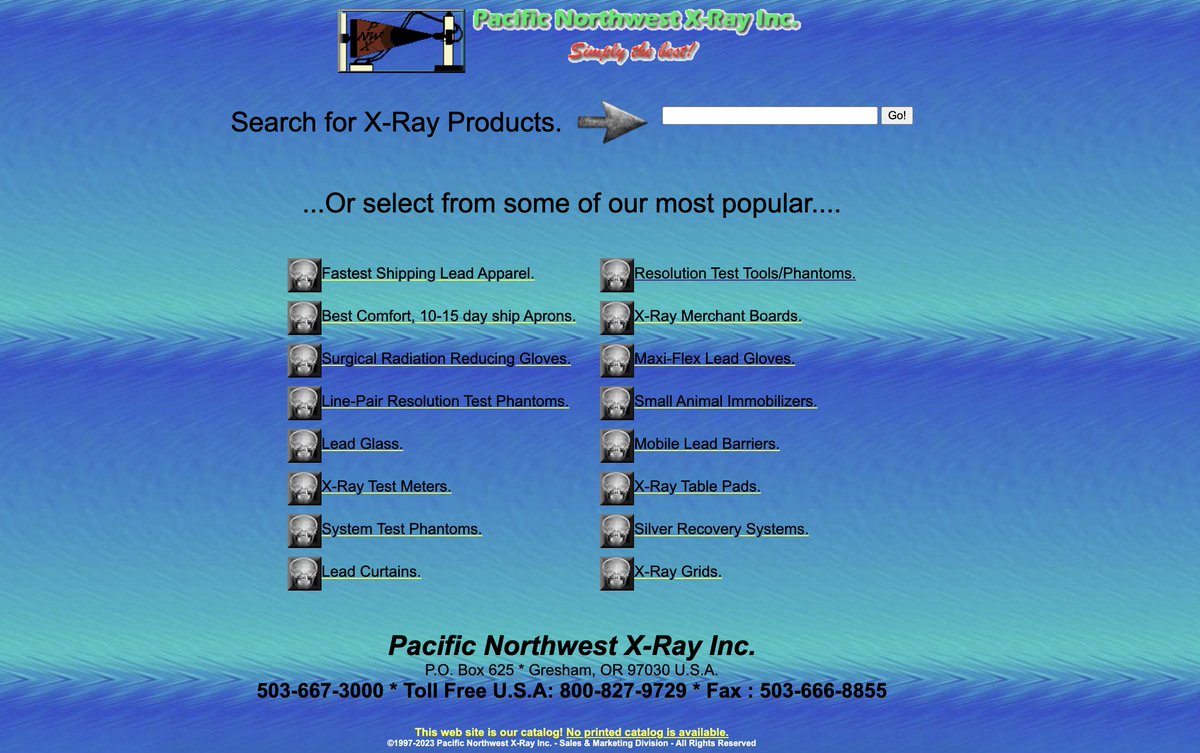 P
NW
X
Pacific Northwest X-Ray Inc.
Simply the best!
Search for X-Ray Products.
Go!
...Or select from some of our most popular....
Fastest Shipping Lead Apparel.
Resolution Test Tools/Phantoms.
Best Comfort, 10-15 day ship Aprons.
X-Ray Merchant Boards.
Surgical Radiation Reducing Gloves.
Maxi-Flex Lead Gloves.
Line-Pair Resolution Test Phantoms.
Small Animal Immobilizers.
Lead Glass.
Mobile Lead Barriers.
X-Ray Test Meters.
X-Ray Table Pads.
System Test Phantoms.
Silver Recovery Systems.
Lead Curtains.
X-Ray Grids.
Pacific Northwest X-Ray Inc.
P.O. Box 625 * Gresham, OR 97030 U.S.A.
503-667-3000 * Toll Free U.S.A: 800-827-9729 * Fax : 503-666-8855
This web site is our catalog! No printed catalog is available.
©1997-2023 Pacific Northwest X-Ray Inc. - Sales & Marketing Division - All Rights Reserved